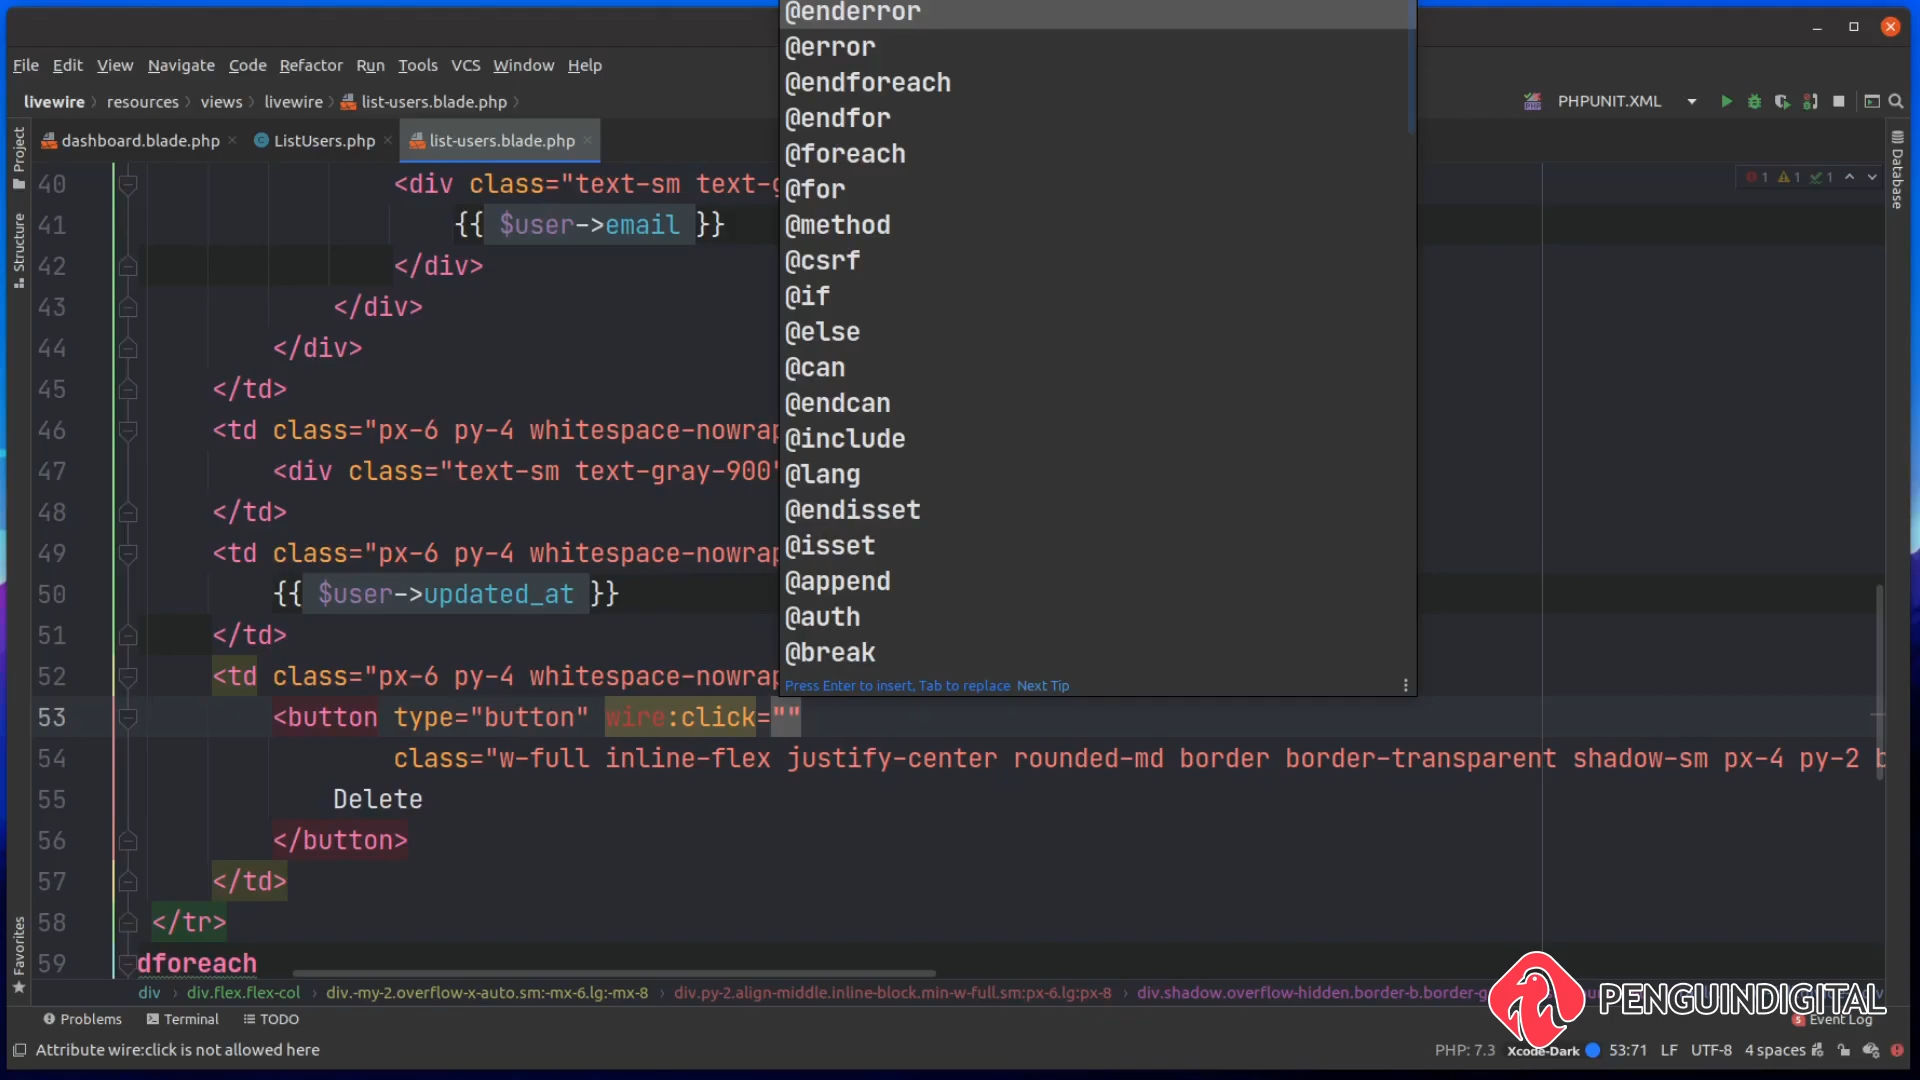 @enderror
@error
@endforeach
@endfor
@foreach
@for
@method
@csrf
@if
@else
@can
@endcan
@include
@lang
@endisset
@isset
@append
@auth
@break
Press Enter to insert, Tab to replace Next Tip
File Edit View Navigate Code Refactor Run Tools VCS Window Help
livewire resources views livewire list-users.blade.php
PHPUNIT.XML
dashboard.blade.php ListUsers.php list-users.blade.php
Project
Structure
Favorites
Database
1 1 1
40 <div class="text-sm text-g
41 {{ $user->email }}
42 </div>
43 </div>
44 </div>
45 </td>
46 <td class="px-6 py-4 whitespace-nowrap
47 <div class="text-sm text-gray-900"
48 </td>
49 <td class="px-6 py-4 whitespace-nowrap
50 {{ $user->updated_at }}
51 </td>
52 <td class="px-6 py-4 whitespace-nowrap
53 <button type="button" wire:click=""
54 class="w-full inline-flex justify-center rounded-md border border-transparent shadow-sm px-4 py-2 b
55 Delete
56 </button>
57 </td>
58 </tr>
59 dforeach
div div.flex.flex-col div.-my-2.overflow-x-auto.sm:-mx-6.lg:-mx-8 div.py-2.align-middle.inline-block.min-w-full.sm:px-6.lg:px-8 div.shadow.overflow-hidden.border-b.border-g
PENGUINDIGITAL
Problems Terminal TODO
5 Event Log
Attribute wire:click is not allowed here
PHP: 7.3 Xcode-Dark 53:71 LF UTF-8 4 spaces